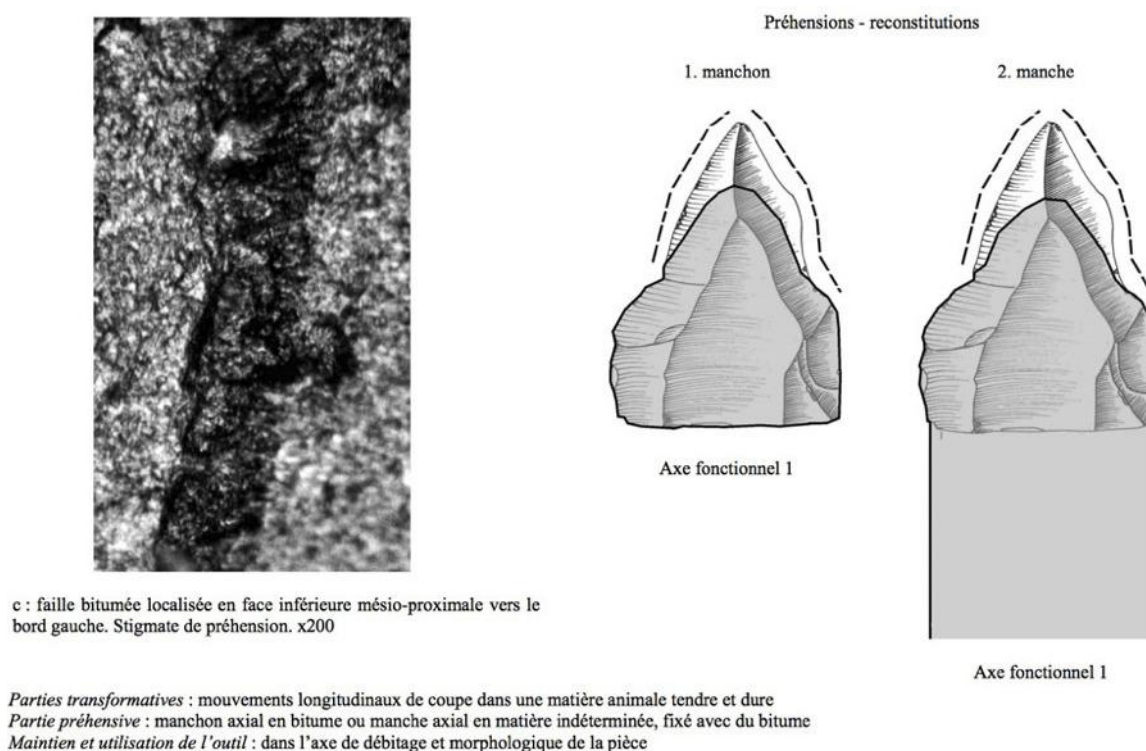 Préhensions - reconstitutions
1. manchon
2. manche
Axe fonctionnel 1
Axe fonctionnel 1
c : faille bitumée localisée en face inférieure mésio-proximale vers le
bord gauche. Stigmate de préhension. x200
Parties transformatives : mouvements longitudinaux de coupe dans une matière animale tendre et dure
Partie préhensive : manchon axial en bitume ou manche axial en matière indéterminée, fixé avec du bitume
Maintien et utilisation de l'outil : dans l'axe de débitage et morphologique de la pièce